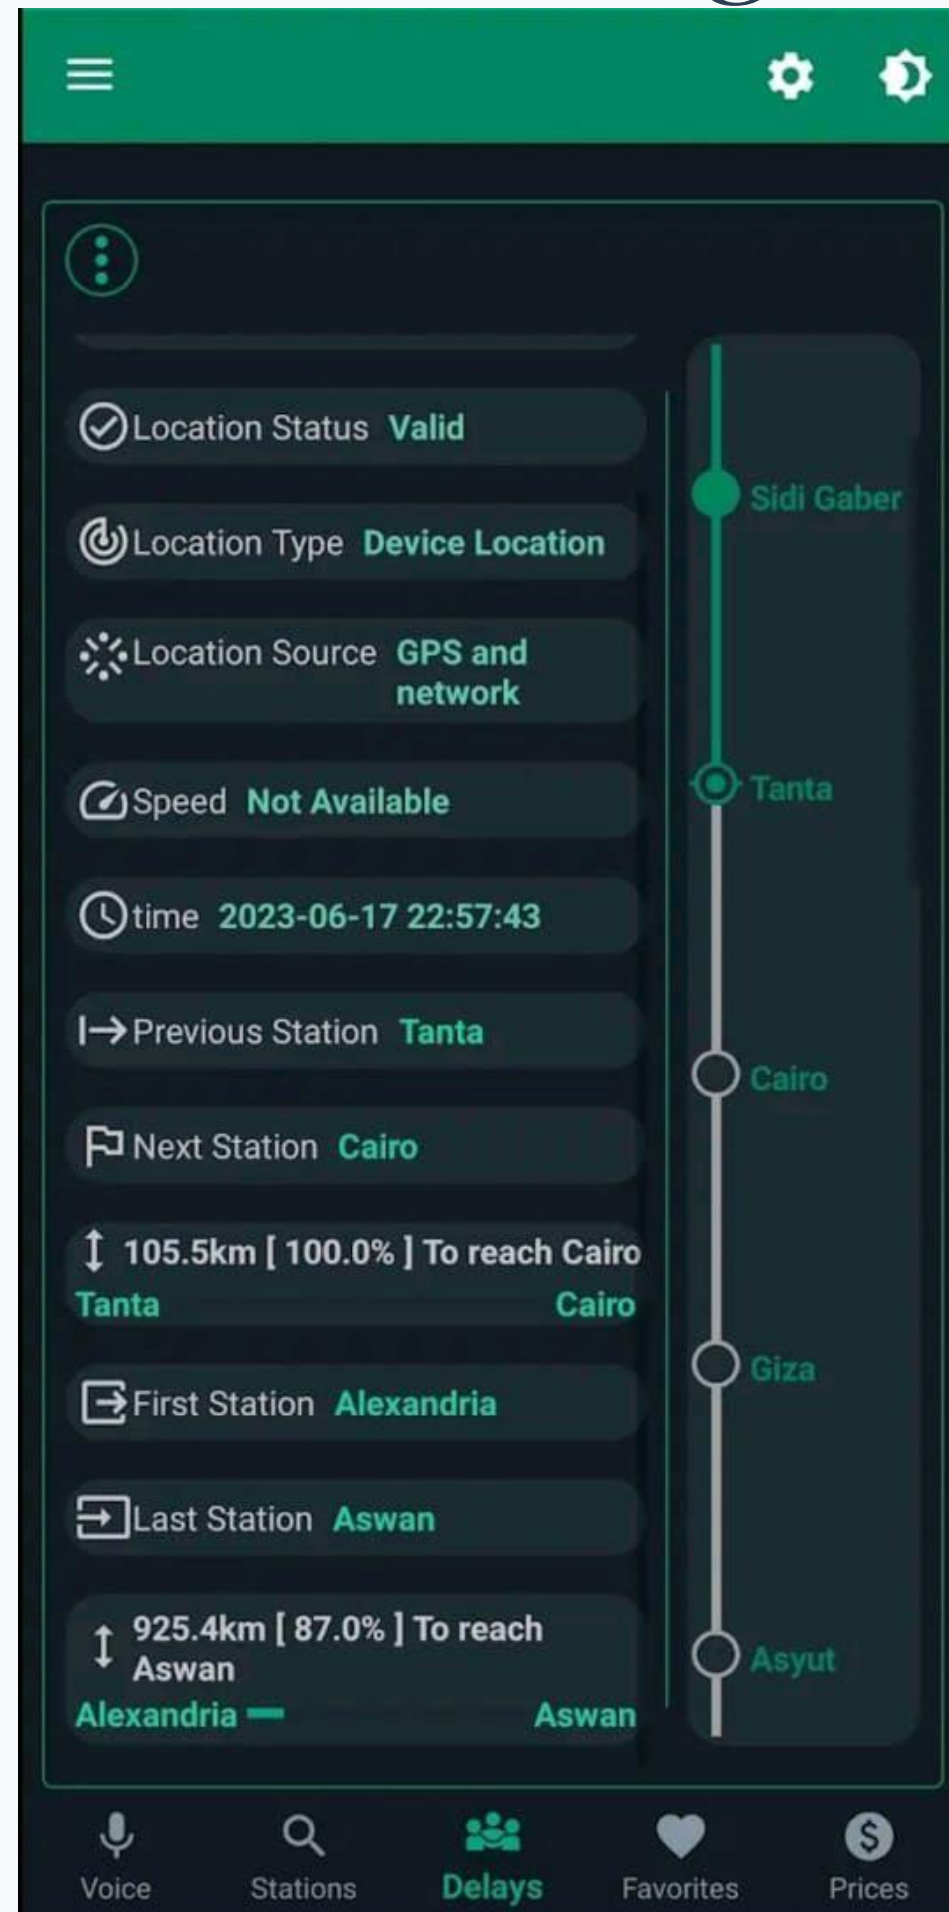 Location Status Valid
Location Type Device Location
Location Source GPS and
network
Speed Not Available
time 2023-06-17 22:57:43
Previous Station Tanta
Next Station Cairo
105.5km [ 100.0% ] To reach Cairo
Tanta Cairo
First Station Alexandria
Last Station Aswan
925.4km [ 87.0% ] To reach
Aswan
Alexandria Aswan
Sidi Gaber
Tanta
Cairo
Giza
Asyut
Voice Stations Delays Favorites Prices